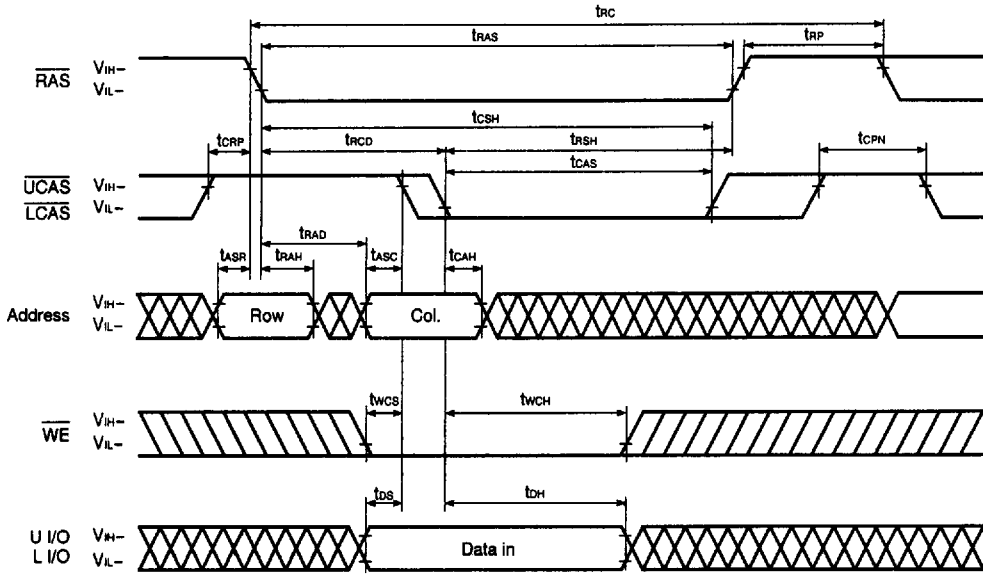 tRC
tRAS
tRP
RAS
VIH–
VIL–
tCSH
tCRP
tRCD
tRSH
tCPN
tCAS
UCAS
LCAS
VIH–
VIL–
tRAD
tASR
tRAH
tASC
tCAH
Address
VIH–
VIL–
Row
Col.
tWCS
tWCH
WE
VIH–
VIL–
tDS
tDH
U I/O
L I/O
VIH–
VIL–
Data in